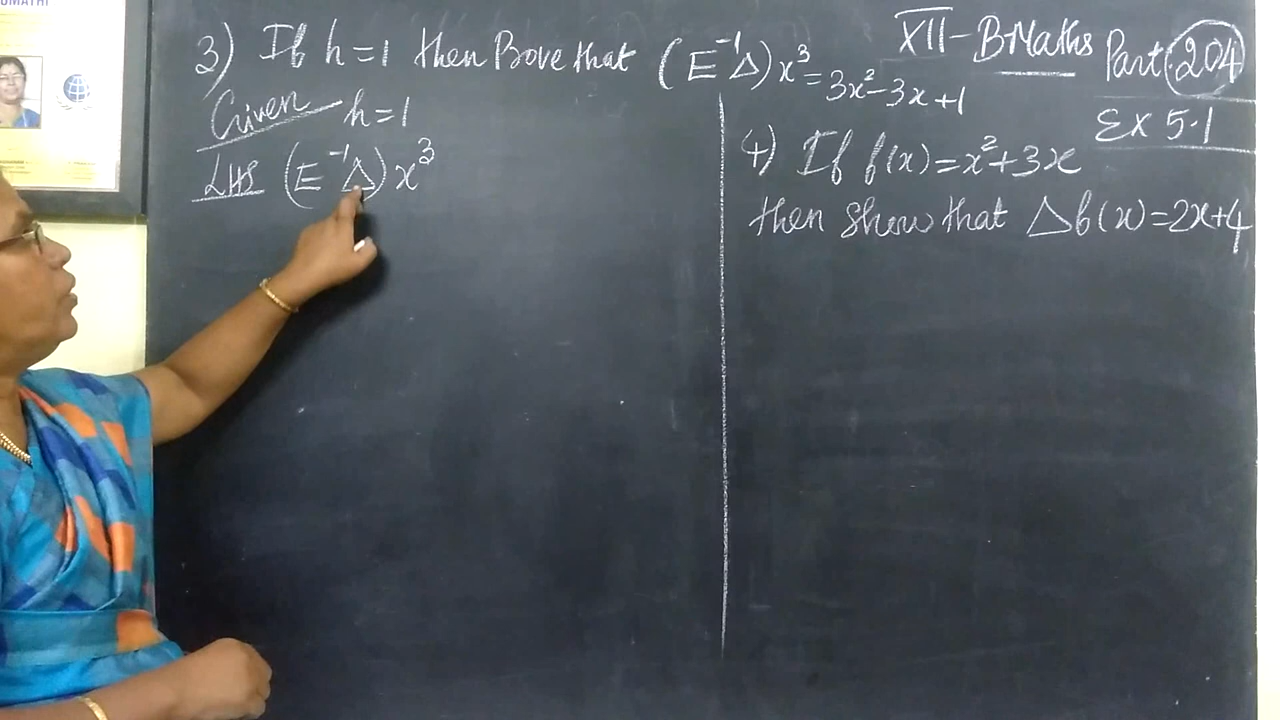 UMATHI
XII - B.Maths Part.204
Ex 5.1
3) If h=1 then Prove that (E⁻¹Δ)x³ = 3x²-3x+1
Given h=1
LHS (E⁻¹Δ)x³
4) If f(x)=x²+3x
then show that Δf(x)=2x+4